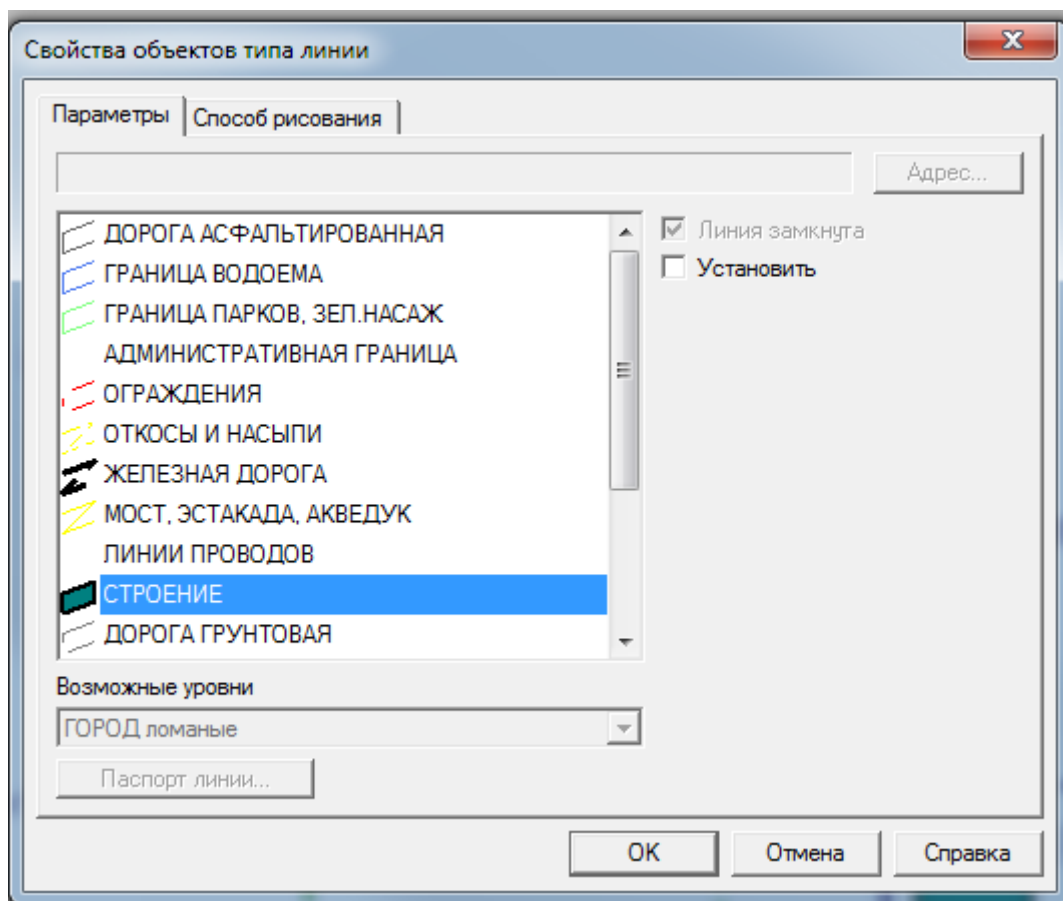 Свойства объектов типа линии
Параметры
Способ рисования
Адрес...
ДОРОГА АСФАЛЬТИРОВАННАЯ
ГРАНИЦА ВОДОЕМА
ГРАНИЦА ПАРКОВ, ЗЕЛ.НАСАЖ
АДМИНИСТРАТИВНАЯ ГРАНИЦА
ОГРАЖДЕНИЯ
ОТКОСЫ И НАСЫПИ
ЖЕЛЕЗНАЯ ДОРОГА
МОСТ, ЭСТАКАДА, АКВЕДУК
ЛИНИИ ПРОВОДОВ
СТРОЕНИЕ
ДОРОГА ГРУНТОВАЯ
Линия замкнута
Установить
Возможные уровни
ГОРОД ломаные
Паспорт линии...
OK
Отмена
Справка